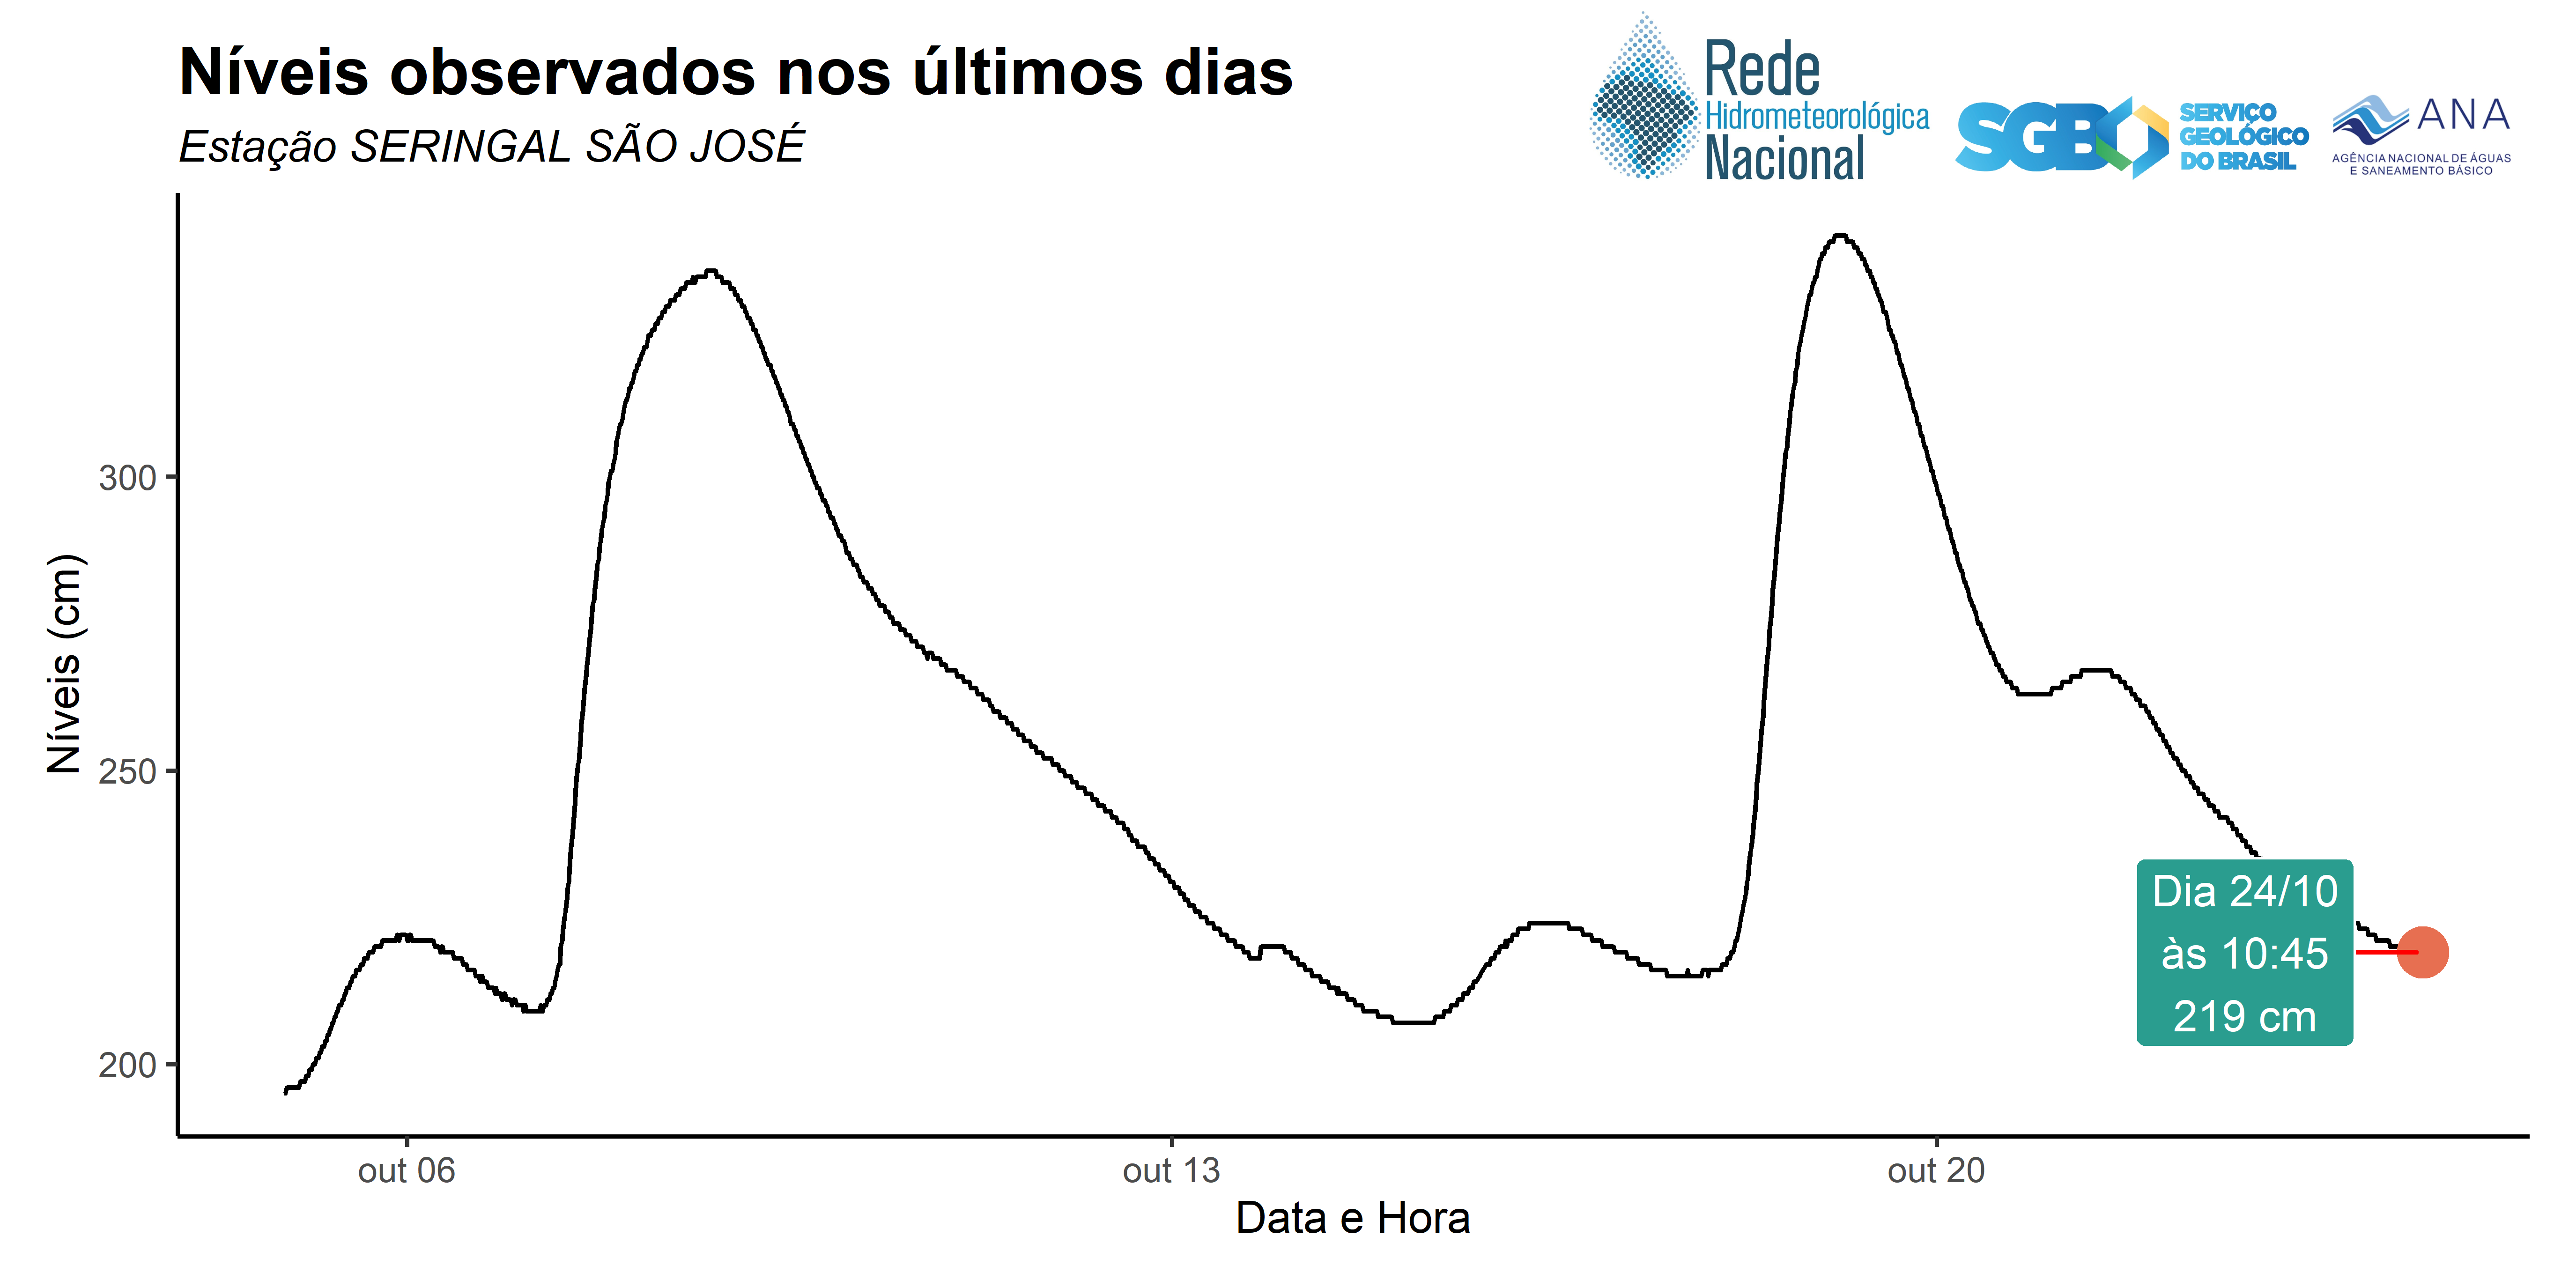 Níveis observados nos últimos dias
Estação SERINGAL SÃO JOSÉ
Rede
Hidrometeorológica
Nacional
SGB
SERVIÇO
GEOLÓGICO
DO BRASIL
ANA
AGÊNCIA NACIONAL DE ÁGUAS
E SANEAMENTO BÁSICO
Níveis (cm)
300
250
200
Dia 24/10
às 10:45
219 cm
out 06
out 13
out 20
Data e Hora